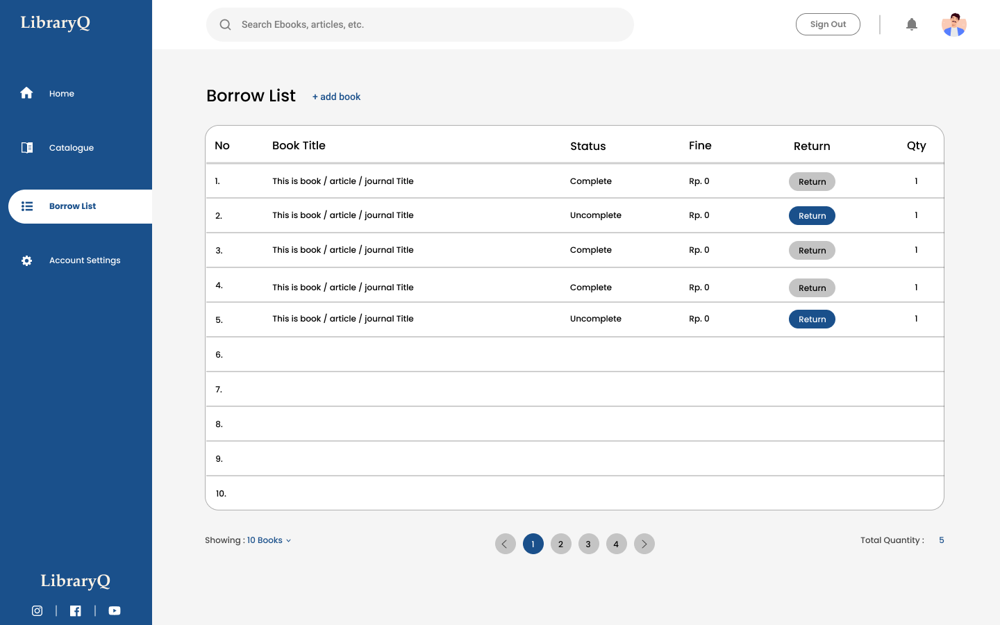 LibraryQ
Search Ebooks, articles, etc.
Sign Out
Home
Catalogue
Borrow List
Account Settings
Borrow List + add book
No Book Title Status Fine Return Qty
1. This is book / article / journal Title Complete Rp. 0 Return 1
2. This is book / article / journal Title Uncomplete Rp. 0 Return 1
3. This is book / article / journal Title Complete Rp. 0 Return 1
4. This is book / article / journal Title Complete Rp. 0 Return 1
5. This is book / article / journal Title Uncomplete Rp. 0 Return 1
6.
7.
8.
9.
10.
Showing : 10 Books
1 2 3 4
Total Quantity : 5
LibraryQ